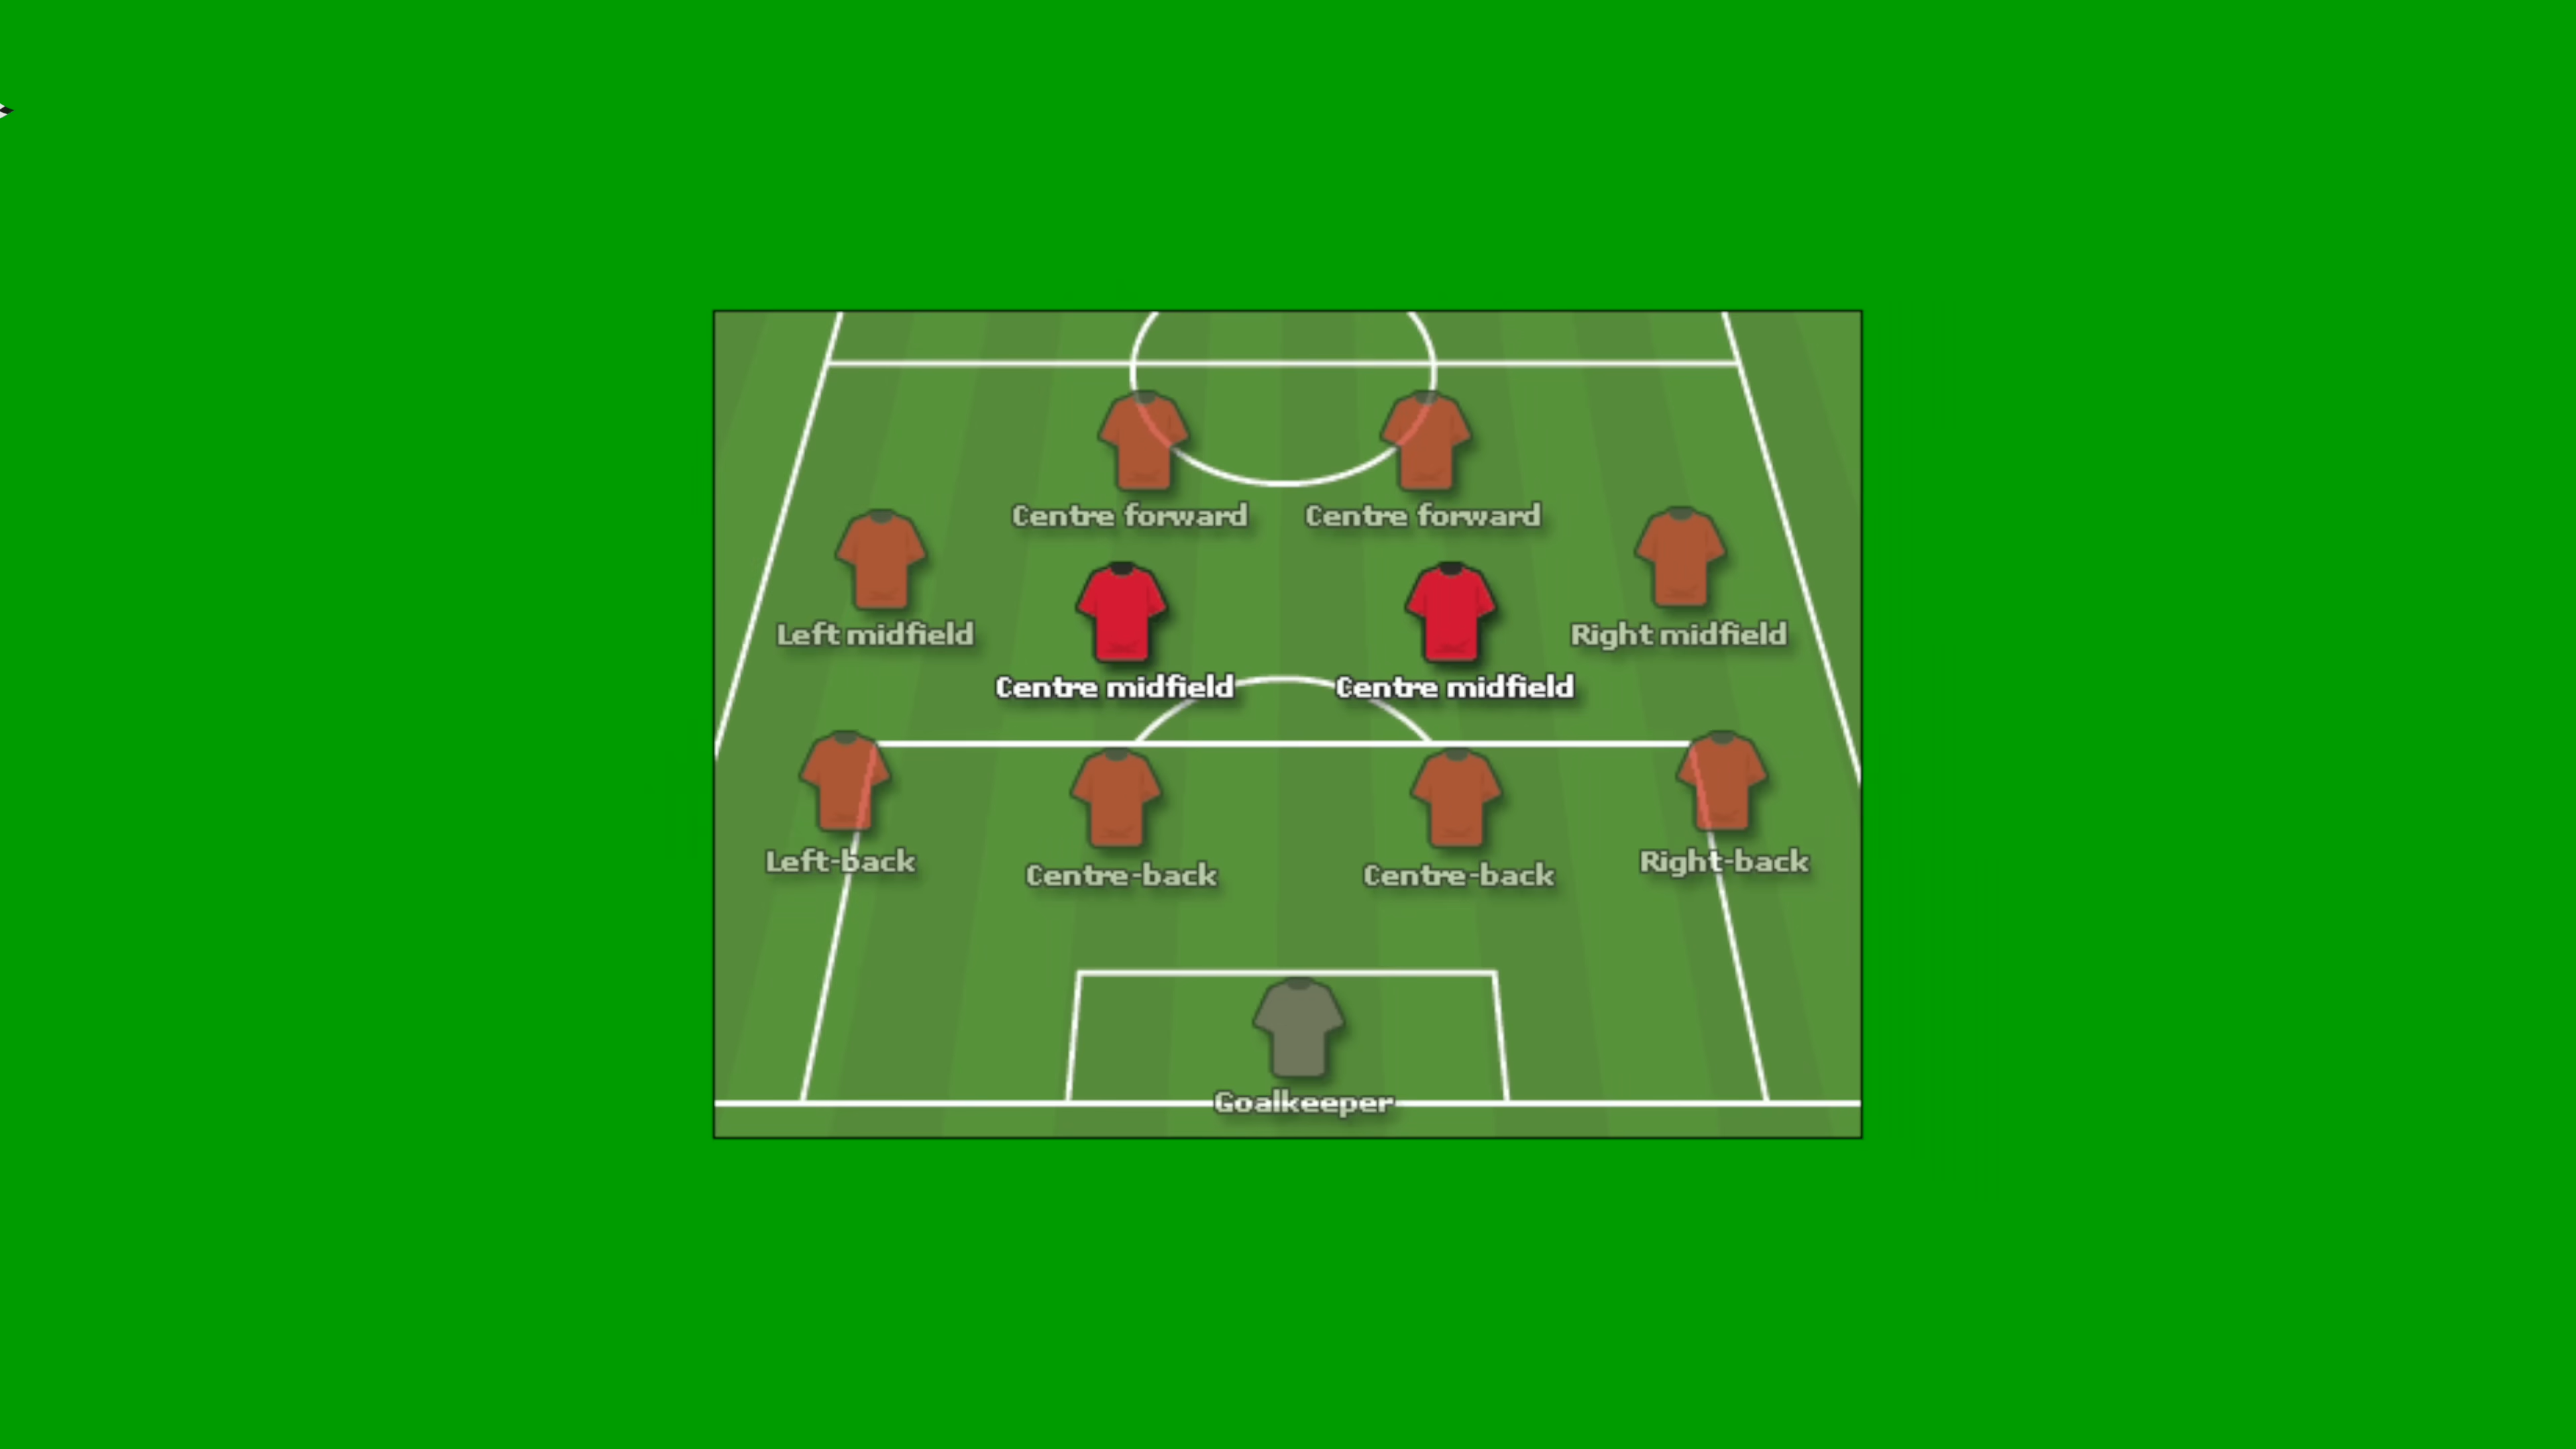 Centre forward
Centre forward
Left midfield
Right midfield
Centre midfield
Centre midfield
Left-back
Centre-back
Centre-back
Right-back
Goalkeeper